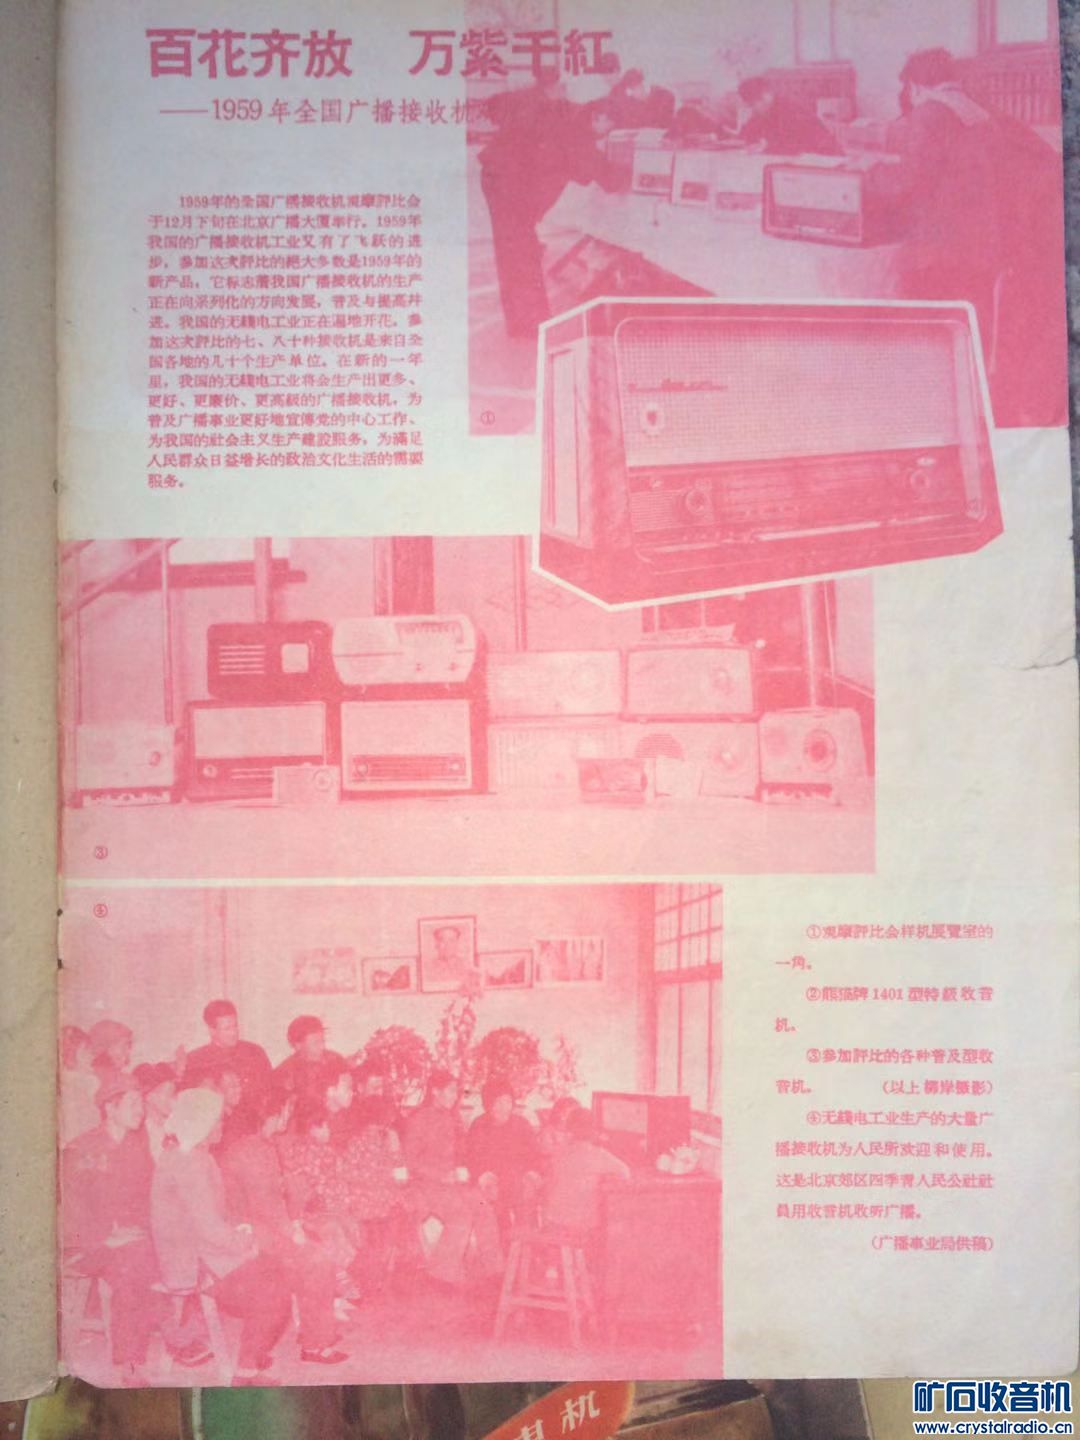 百花齐放 万紫千紅
——1959年全国广播接收机观
1959年的全国广播接收机观摩評比会
于12月下旬在北京广播大厦举行。1959年
我国的广播接收机工业又有了飞跃的进
步，参加这次評比的絕大多数是1959年的
新产品，它标志着我国广播接收机的生产
正在向系列化的方向发展，普及与提高并
进。我国的无綫电工业正在遍地开花。参
加这次評比的七、八十种接收机是来自全
国各地的几十个生产单位。在新的一年
里，我国的无綫电工业将会生产出更多、
更好、更廉价、更高級的广播接收机，为
普及广播事业更好地宣傳党的中心工作、
为我国的社会主义生产建設服务，为滿足
人民群众日益增长的政治文化生活的需要
服务。
①
③
④
①观摩評比会样机展覽室的
一角。
②熊猫牌1401型特級收音
机。
③参加評比的各种普及型收
音机。 （以上 柳岸攝影）
④无綫电工业生产的大量广
播接收机为人民所欢迎和使用。
这是北京郊区四季青人民公社社
員用收音机收听广播。
（广播事业局供稿）
机
矿石收音机
www.crystalradio.cn